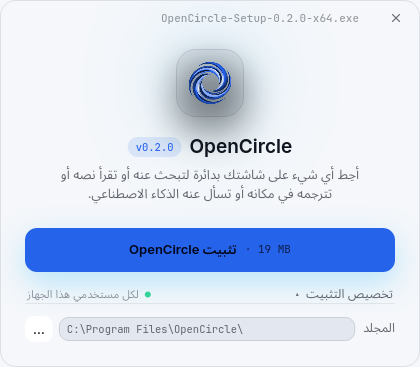 OpenCircle-Setup-0.2.0-x64.exe ×
OpenCircle v0.2.0
أحِط أي شيء على شاشتك بدائرة لتبحث عنه أو تقرأ نصه أو
تترجمه في مكانه أو تسأل عنه الذكاء الاصطناعي.
تثبيت OpenCircle · 19 MB
تخصيص التثبيت • لكل مستخدمي هذا الجهاز
المجلد C:\Program Files\OpenCircle\ ...